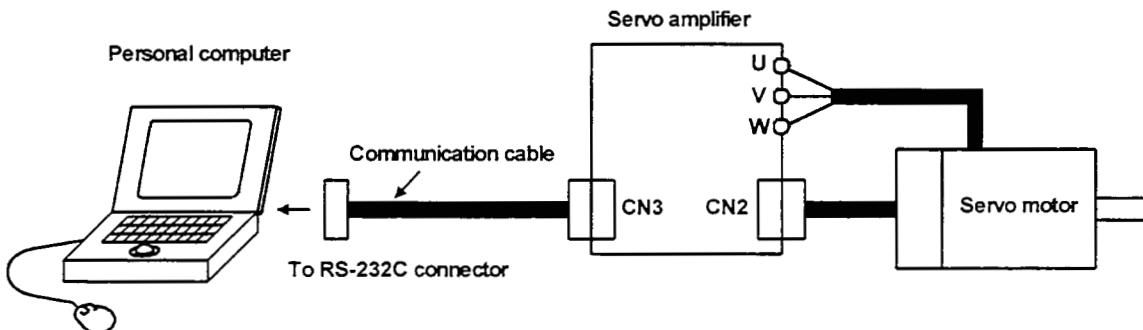 Servo amplifier
Personal computer
U
V
W
Communication cable
CN3
CN2
Servo motor
To RS-232C connector